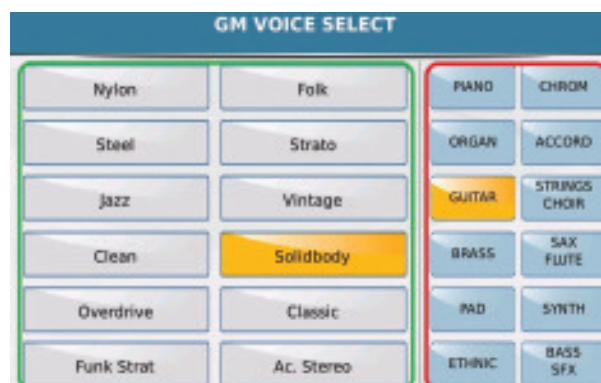 GM VOICE SELECT
Nylon
Folk
Steel
Strato
Jazz
Vintage
Clean
Solidbody
Overdrive
Classic
Funk Strat
Ac. Stereo
PIANO
CHROM
ORGAN
ACCORD
GUITAR
STRINGS
CHOIR
BRASS
SAX
FLUTE
PAD
SYNTH
ETHNIC
BASS
SFX